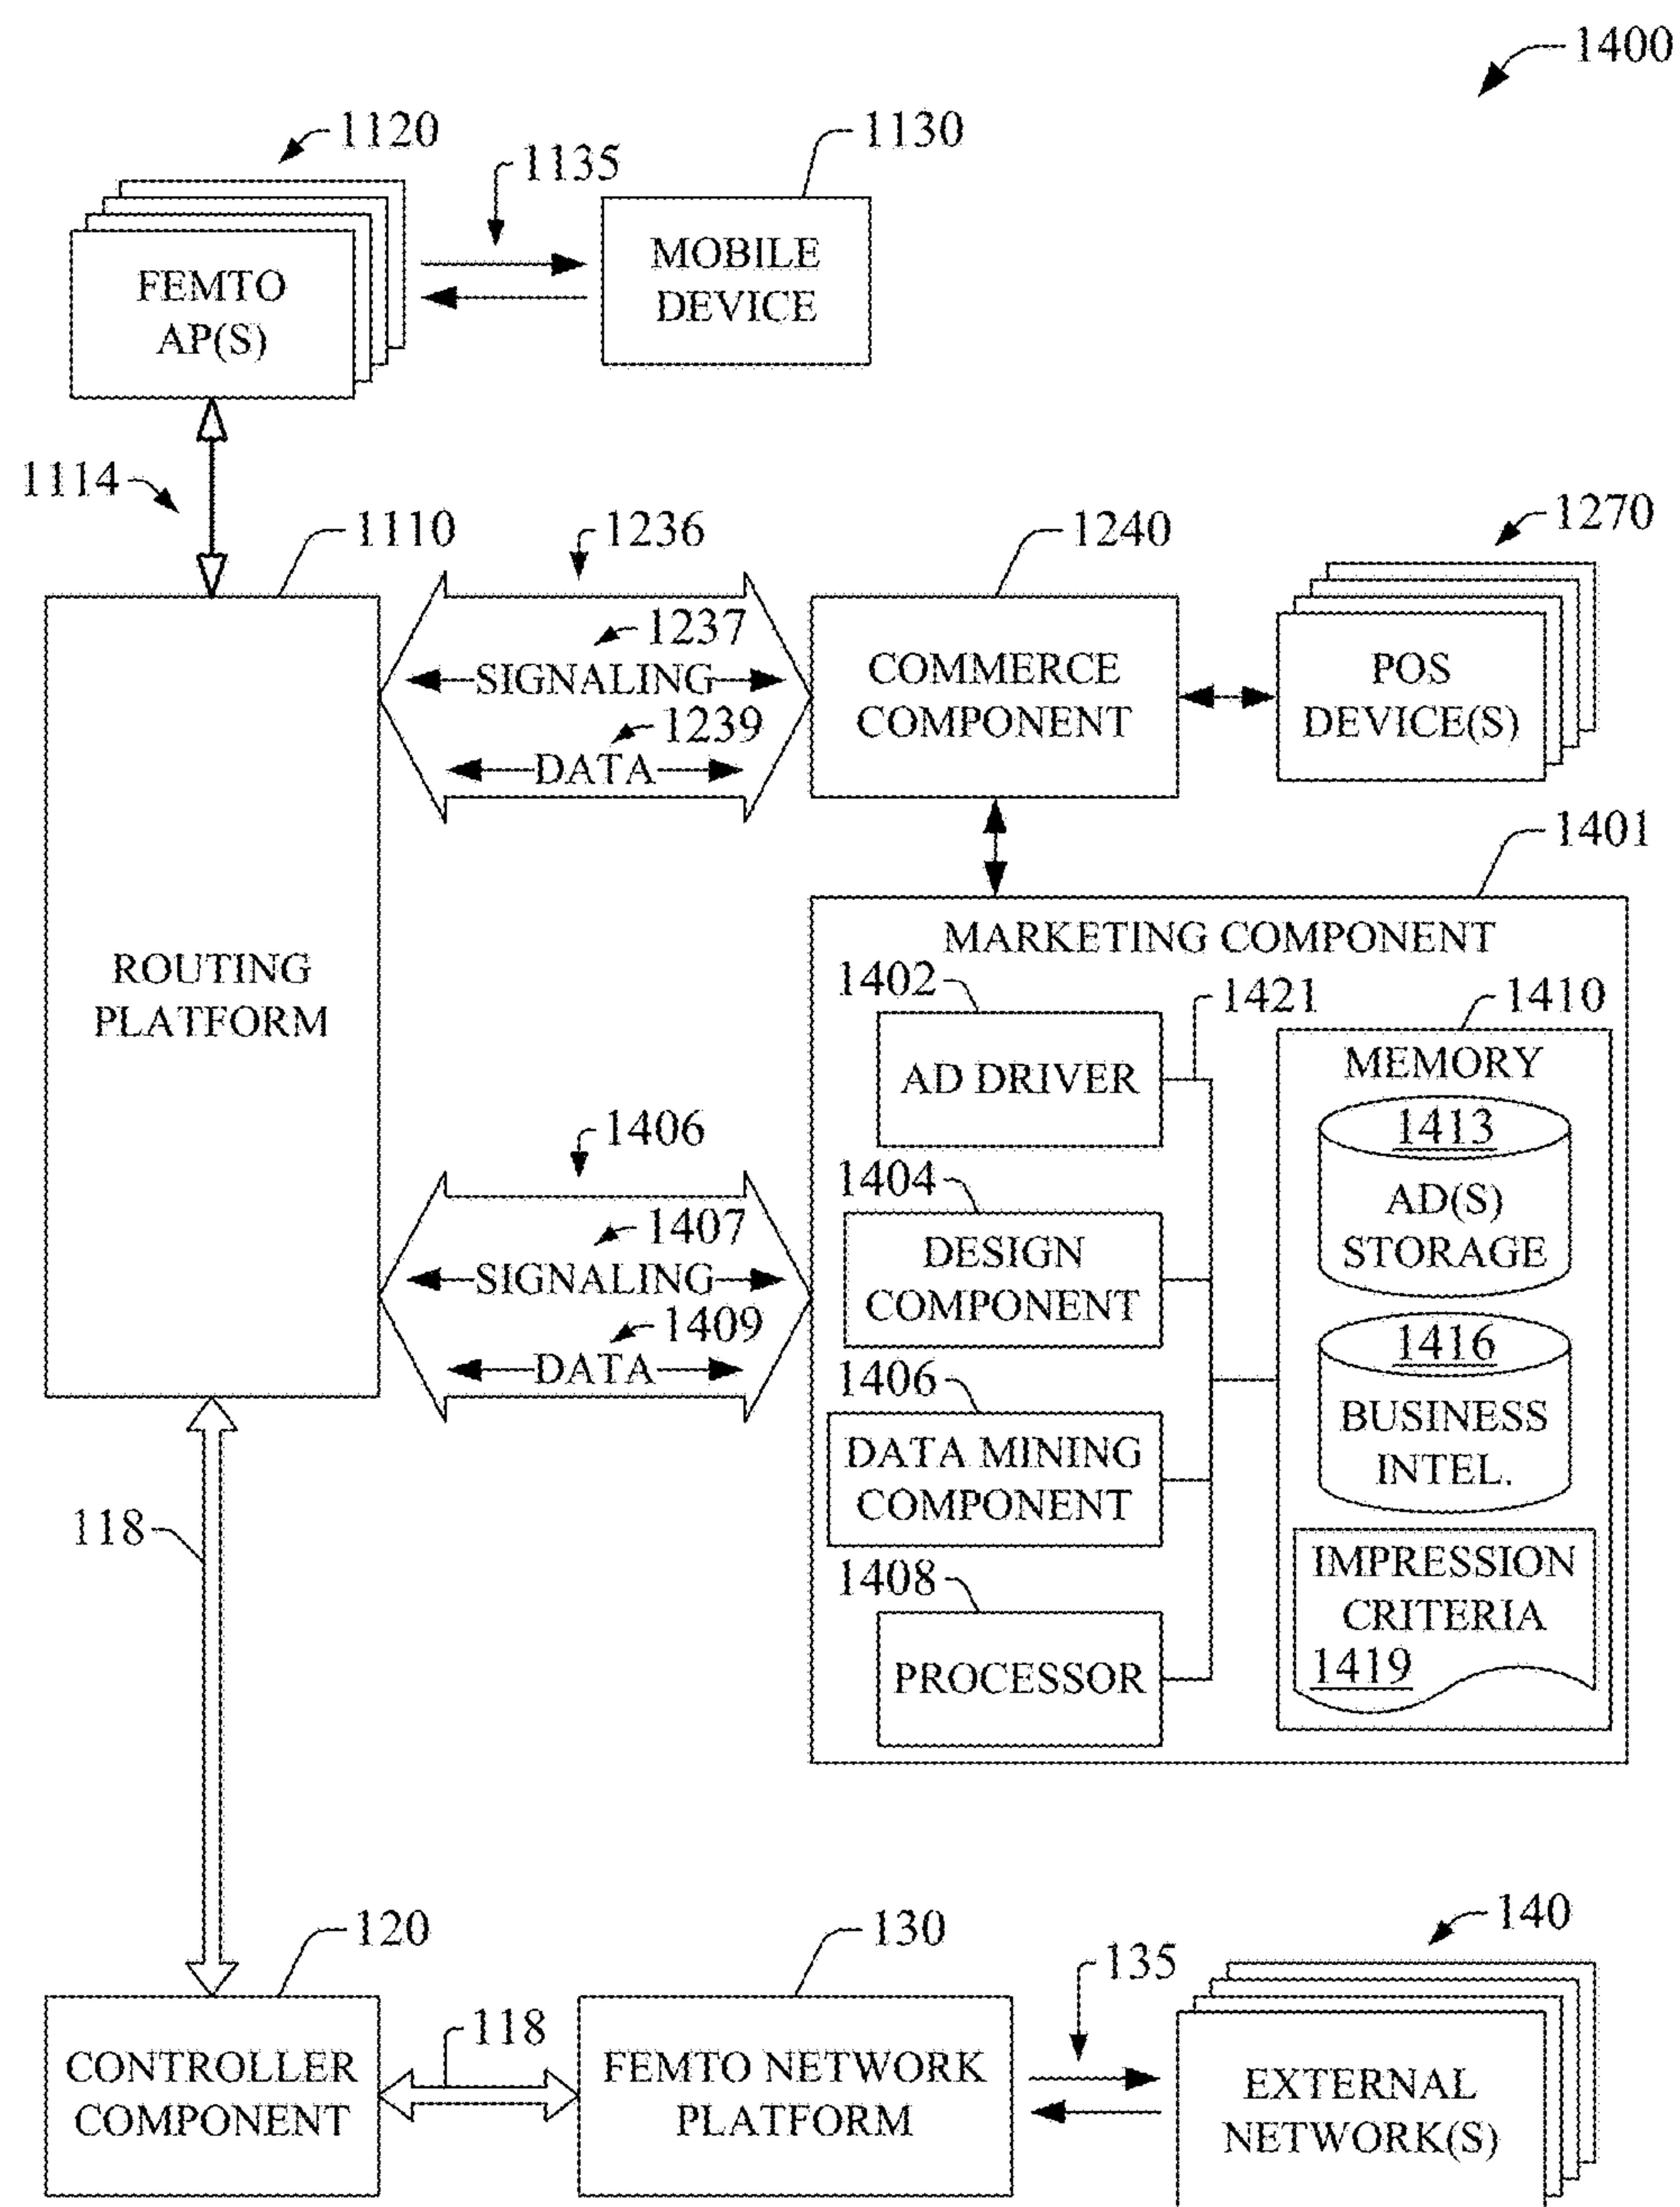 1400
1120
1135
1130
FEMTO
AP(S)
MOBILE
DEVICE
1114
1110
1236
1240
1270
1237
SIGNALING
1239
DATA
COMMERCE
COMPONENT
POS
DEVICE(S)
1401
ROUTING
PLATFORM
MARKETING COMPONENT
1402
1421
1410
AD DRIVER
MEMORY
1413
AD(S)
STORAGE
1406
1407
SIGNALING
1409
DATA
1404
DESIGN
COMPONENT
1416
BUSINESS
INTEL.
1406
DATA MINING
COMPONENT
1408
PROCESSOR
IMPRESSION
CRITERIA
1419
118
120
130
135
140
CONTROLLER
COMPONENT
118
FEMTO NETWORK
PLATFORM
EXTERNAL
NETWORK(S)